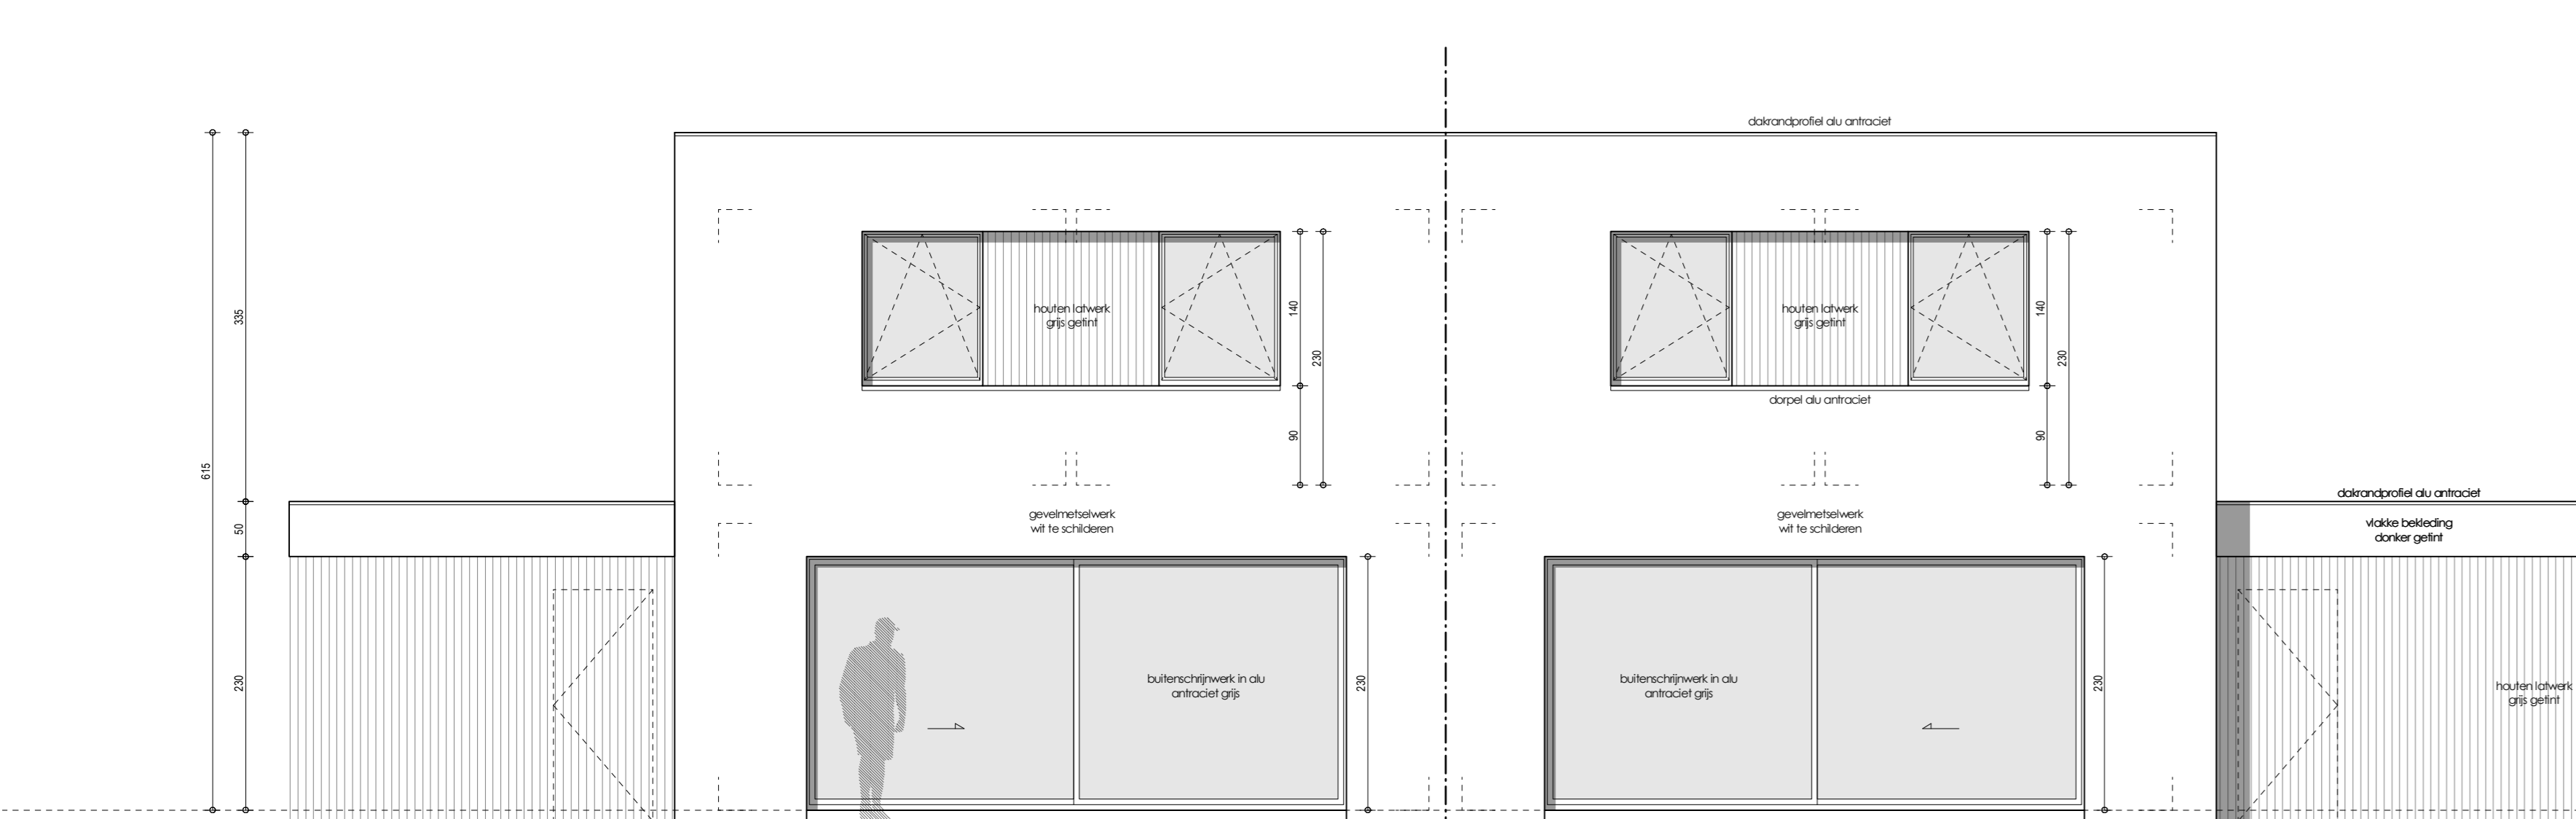 dakrandprofiel alu antraciet
335
615
50
230
houten latwerk
grijs getint
140
230
90
houten latwerk
grijs getint
140
230
90
dorpel alu antraciet
gevelmetselwerk
wit te schilderen
gevelmetselwerk
wit te schilderen
dakrandprofiel alu antraciet
vlakke bekleding
donker getint
buitenschrijnwerk in alu
antraciet grijs
230
buitenschrijnwerk in alu
antraciet grijs
230
houten latwerk
grijs getint